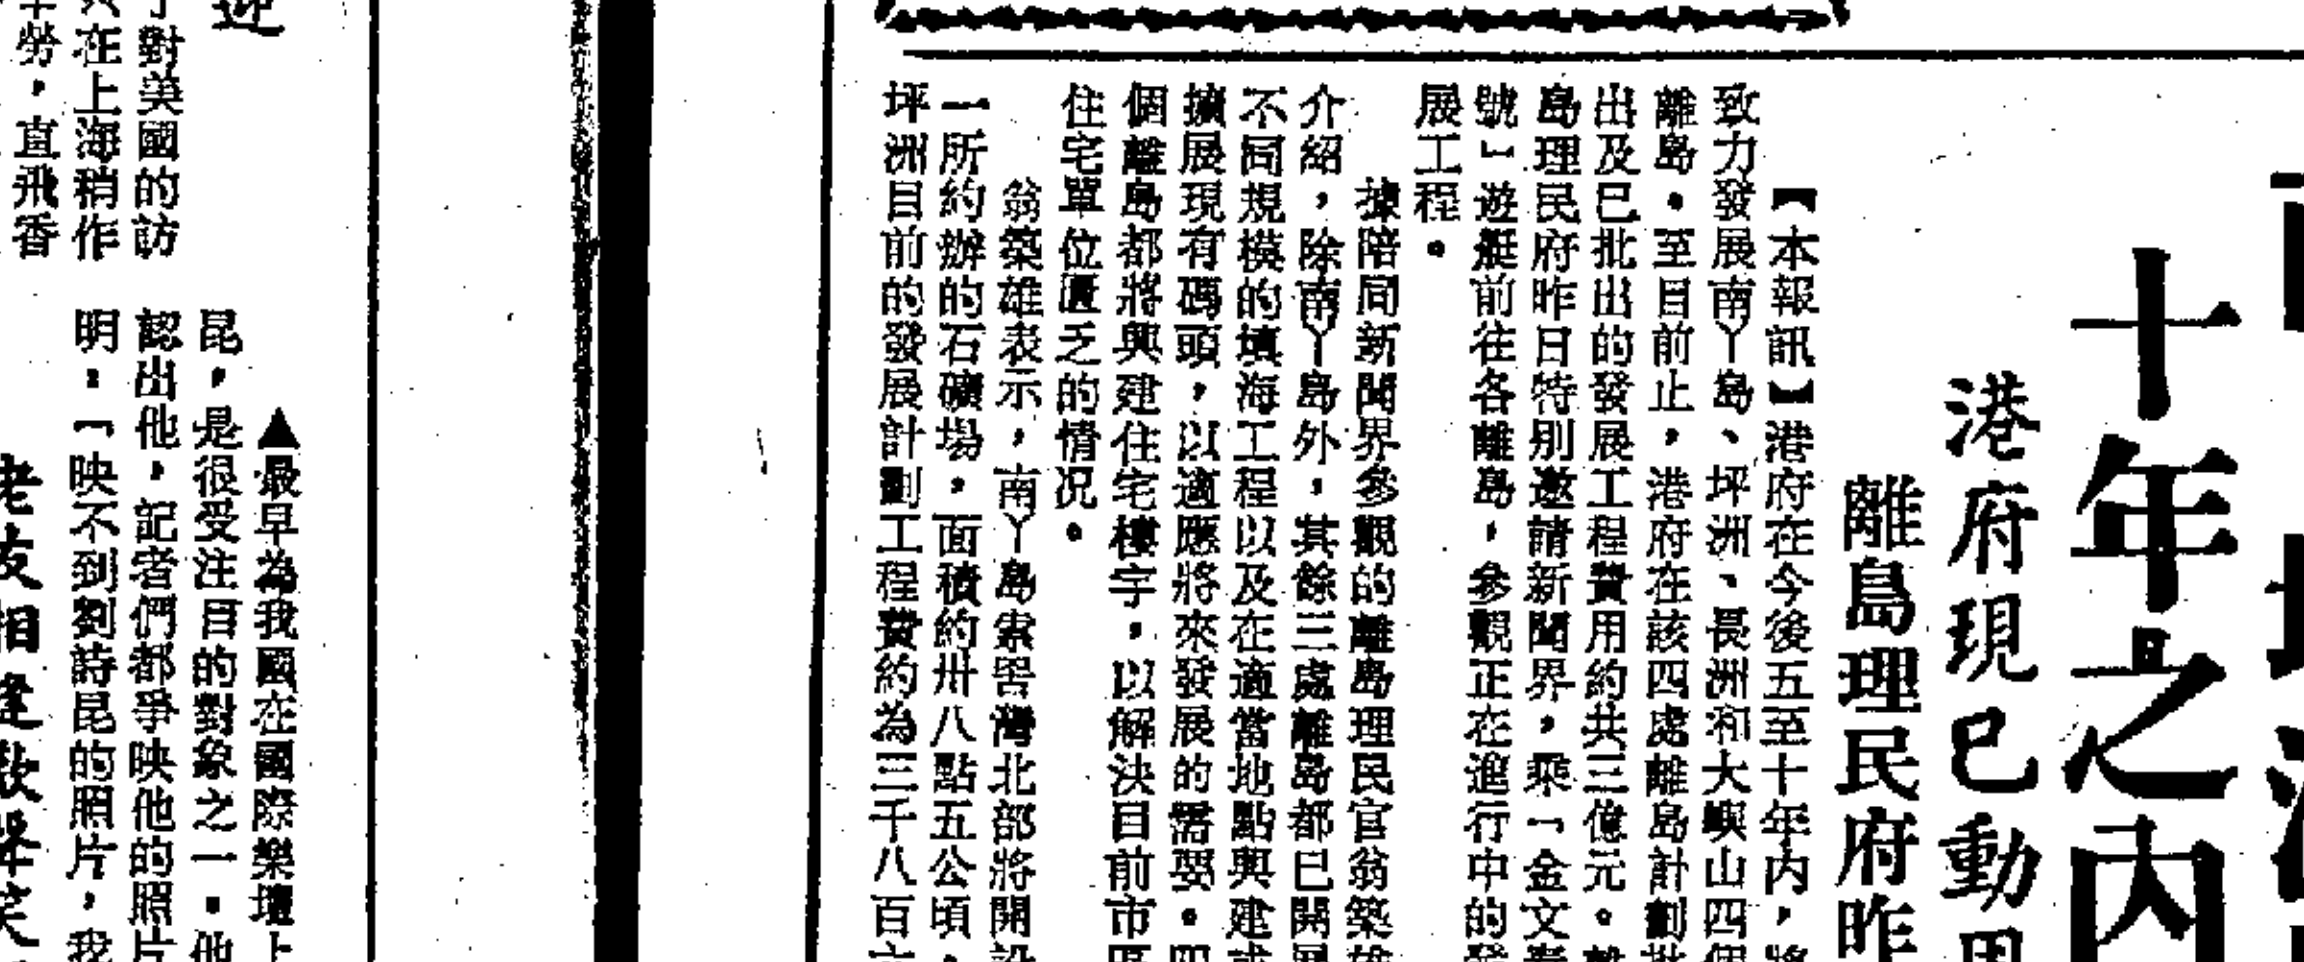 十年之內
港府現已動用
離島理民府昨
【本報訊】港府在今後五至十年內，將
致力發展南丫島、坪洲、長洲和大嶼山四個
離島。至目前止，港府在該四處離島計劃批
出及已批出的發展工程費用約共三億元。離
島理民府昨日特別邀請新聞界，乘「金文泰
號」遊艇前往各離島，參觀正在進行中的發
展工程。
據陪同新聞界參觀的離島理民官翁築雄
介紹，除南丫島外，其餘三處離島都已開展
不同規模的填海工程以及在適當地點興建或
擴展現有碼頭，以適應將來發展的需要。四
個離島都將興建住宅樓宇，以解決目前市區
住宅單位匱乏的情況。
翁築雄表示，南丫島索罟灣北部將開設
一所約辦的石礦場，面積約卅八點五公頃，
坪洲目前的發展計劃工程費約為三千八百
迎
對美國的訪
在上海稍作
勞，直飛香
▲最早為我國在國際樂壇上
昆，是很受注目的對象之一。他
認出他，記者們都爭映他的照片
明：「映不到劉詩昆的照片，我
老友相逢歡聲笑